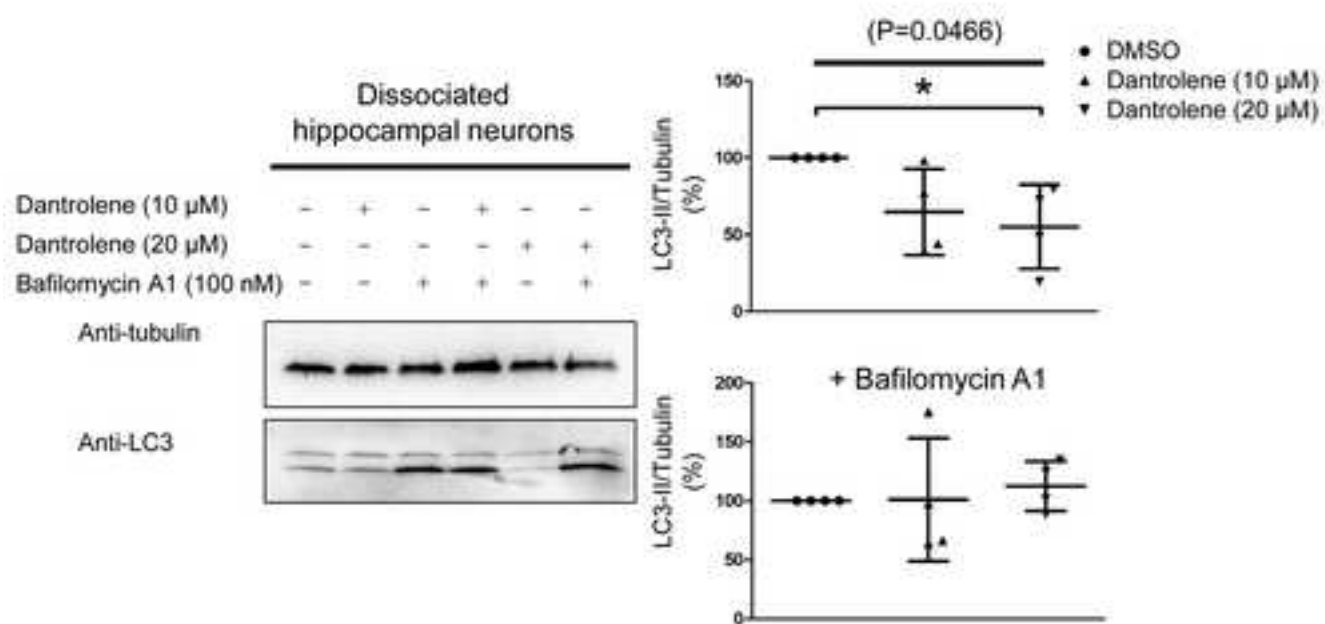 Dissociated
hippocampal neurons
Dantrolene (10 µM)
- + - + - -
Dantrolene (20 µM)
- - - - + +
Bafilomycin A1 (100 nM)
- - + + - +
Anti-tubulin
Anti-LC3
(P=0.0466)
*
DMSO
Dantrolene (10 µM)
Dantrolene (20 µM)
LC3-II/Tubulin
(%)
150
100
50
0
+ Bafilomycin A1
LC3-II/Tubulin
(%)
200
150
100
50
0